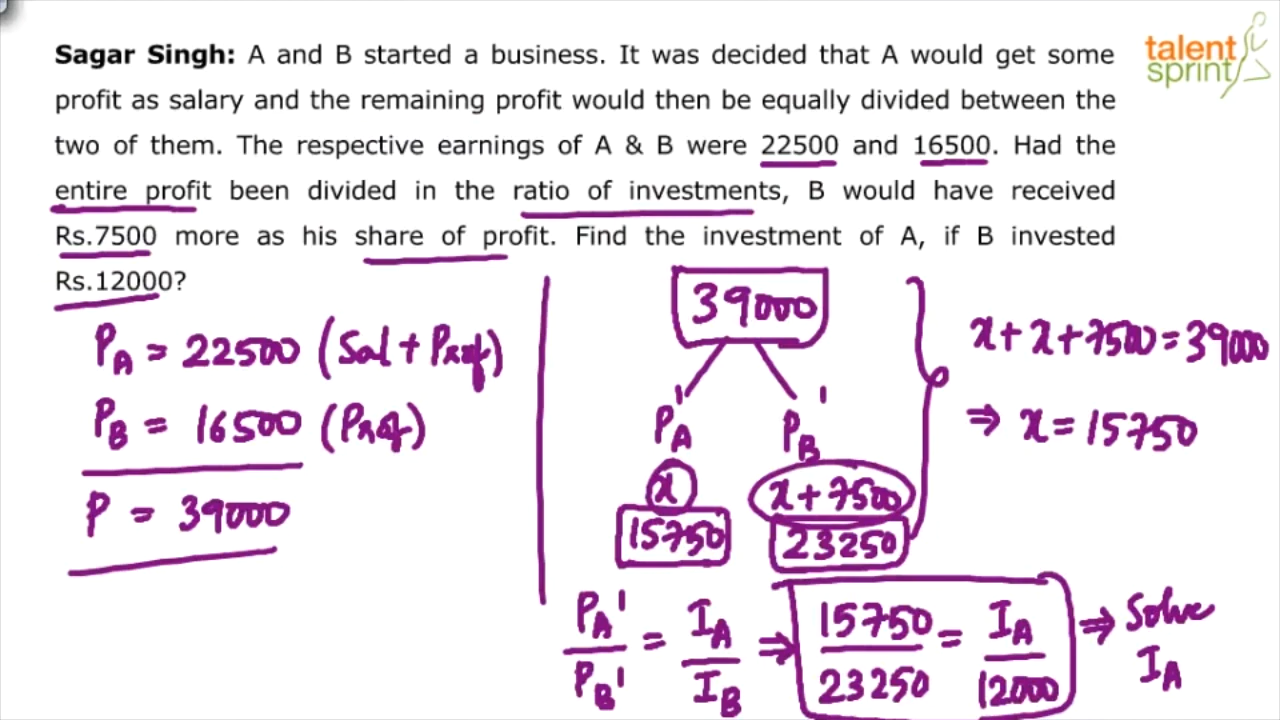 talent
sprint
Sagar Singh: A and B started a business. It was decided that A would get some
profit as salary and the remaining profit would then be equally divided between the
two of them. The respective earnings of A & B were 22500 and 16500. Had the
entire profit been divided in the ratio of investments, B would have received
Rs.7500 more as his share of profit. Find the investment of A, if B invested
Rs.12000?
P_A = 22500 (Sal + Prof)
P_B = 16500 (Prof)
P = 39000
39000
P_A' P_B'
x x+7500
15750 23250
x + x + 7500 = 39000
⇒ x = 15750
P_A'/P_B' = I_A/I_B ⇒ 15750/23250 = I_A/12000 ⇒ Solve
I_A